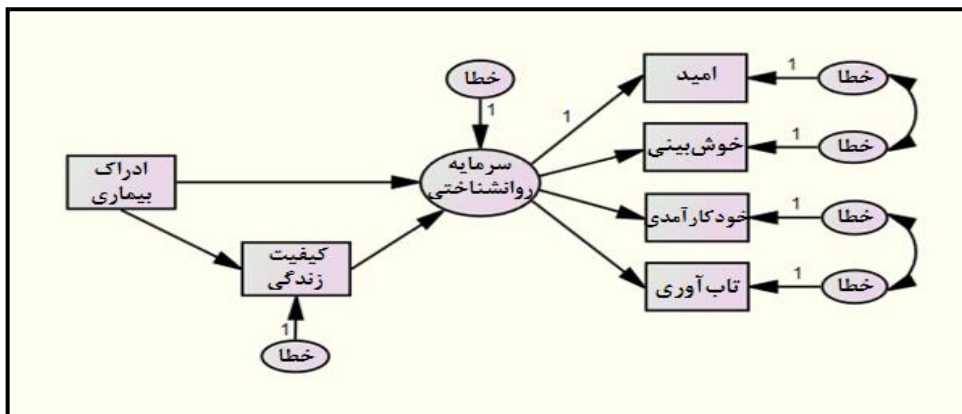 خطا
1
امید
1
خطا
1
خوش‌بینی
1
خطا
ادراک
بیماری
سرمایه
روانشناختی
خودکارآمدی
1
خطا
کیفیت
زندگی
تاب‌آوری
1
خطا
1
خطا